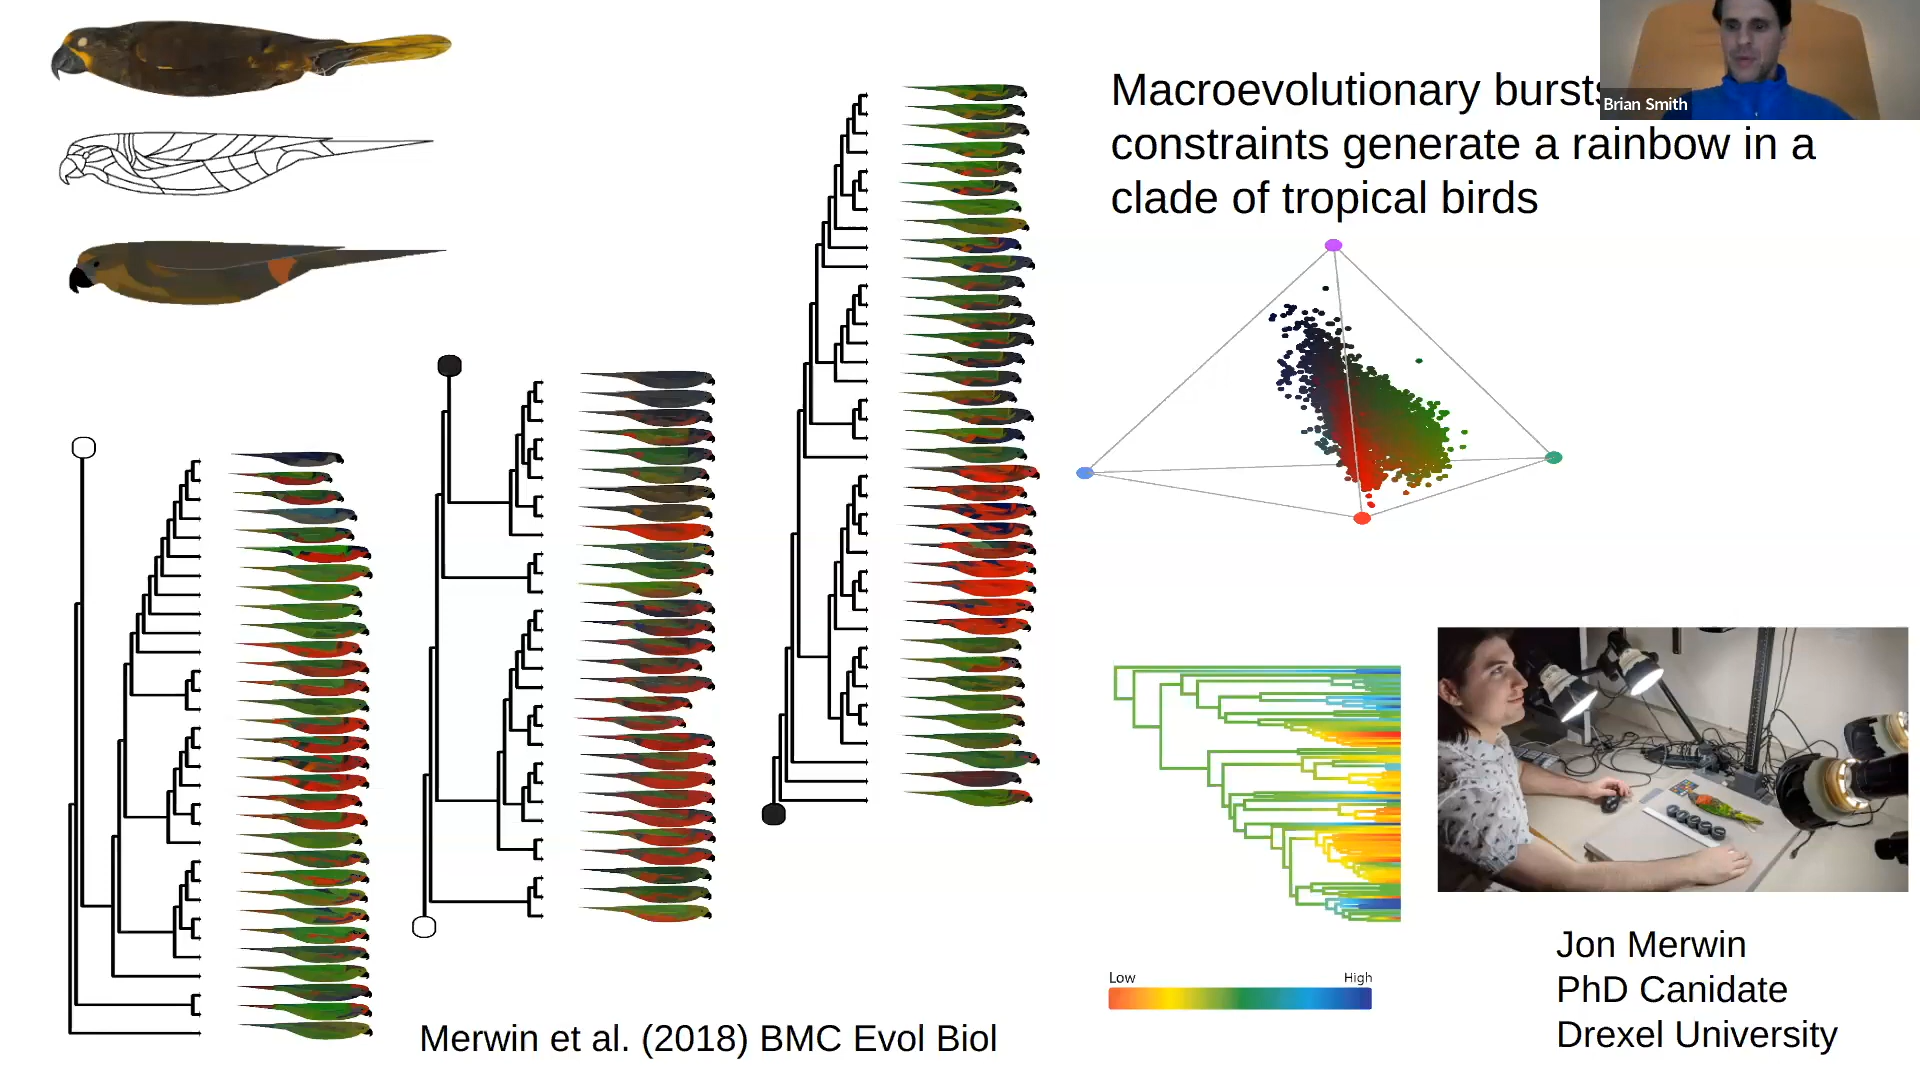 Macroevolutionary bursts
Brian Smith
constraints generate a rainbow in a
clade of tropical birds
Low High
Jon Merwin
PhD Canidate
Drexel University
Merwin et al. (2018) BMC Evol Biol